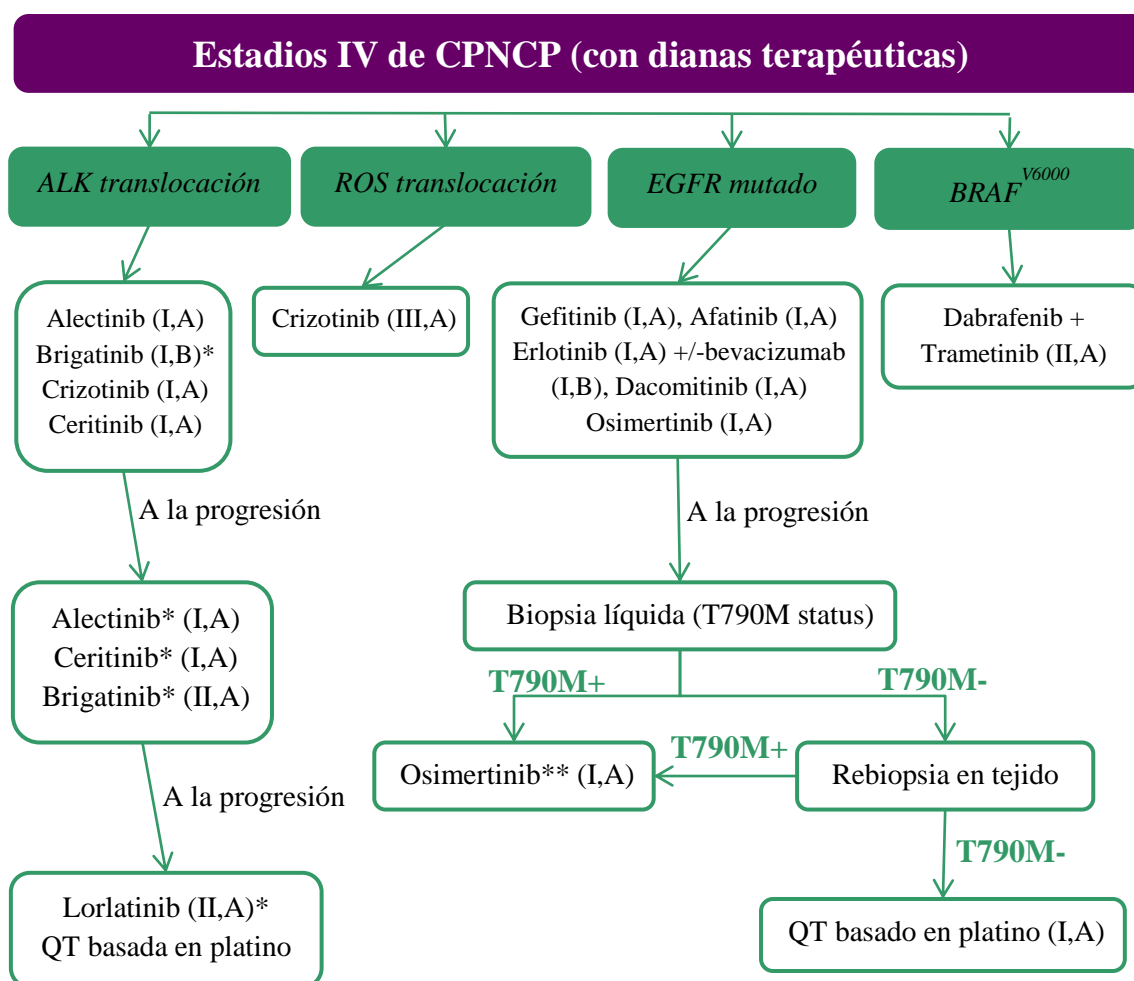 Estadios IV de CPNCP (con dianas terapéuticas)
ALK translocación
ROS translocación
EGFR mutado
BRAF V6000
Alectinib (I,A)
Brigatinib (I,B)*
Crizotinib (I,A)
Ceritinib (I,A)
Crizotinib (III,A)
Gefitinib (I,A), Afatinib (I,A)
Erlotinib (I,A) +/-bevacizumab
(I,B), Dacomitinib (I,A)
Osimertinib (I,A)
Dabrafenib +
Trametinib (II,A)
A la progresión
A la progresión
Alectinib* (I,A)
Ceritinib* (I,A)
Brigatinib* (II,A)
Biopsia líquida (T790M status)
T790M+
T790M-
Osimertinib** (I,A)
T790M+
Rebiopsia en tejido
A la progresión
T790M-
Lorlatinib (II,A)*
QT basada en platino
QT basado en platino (I,A)